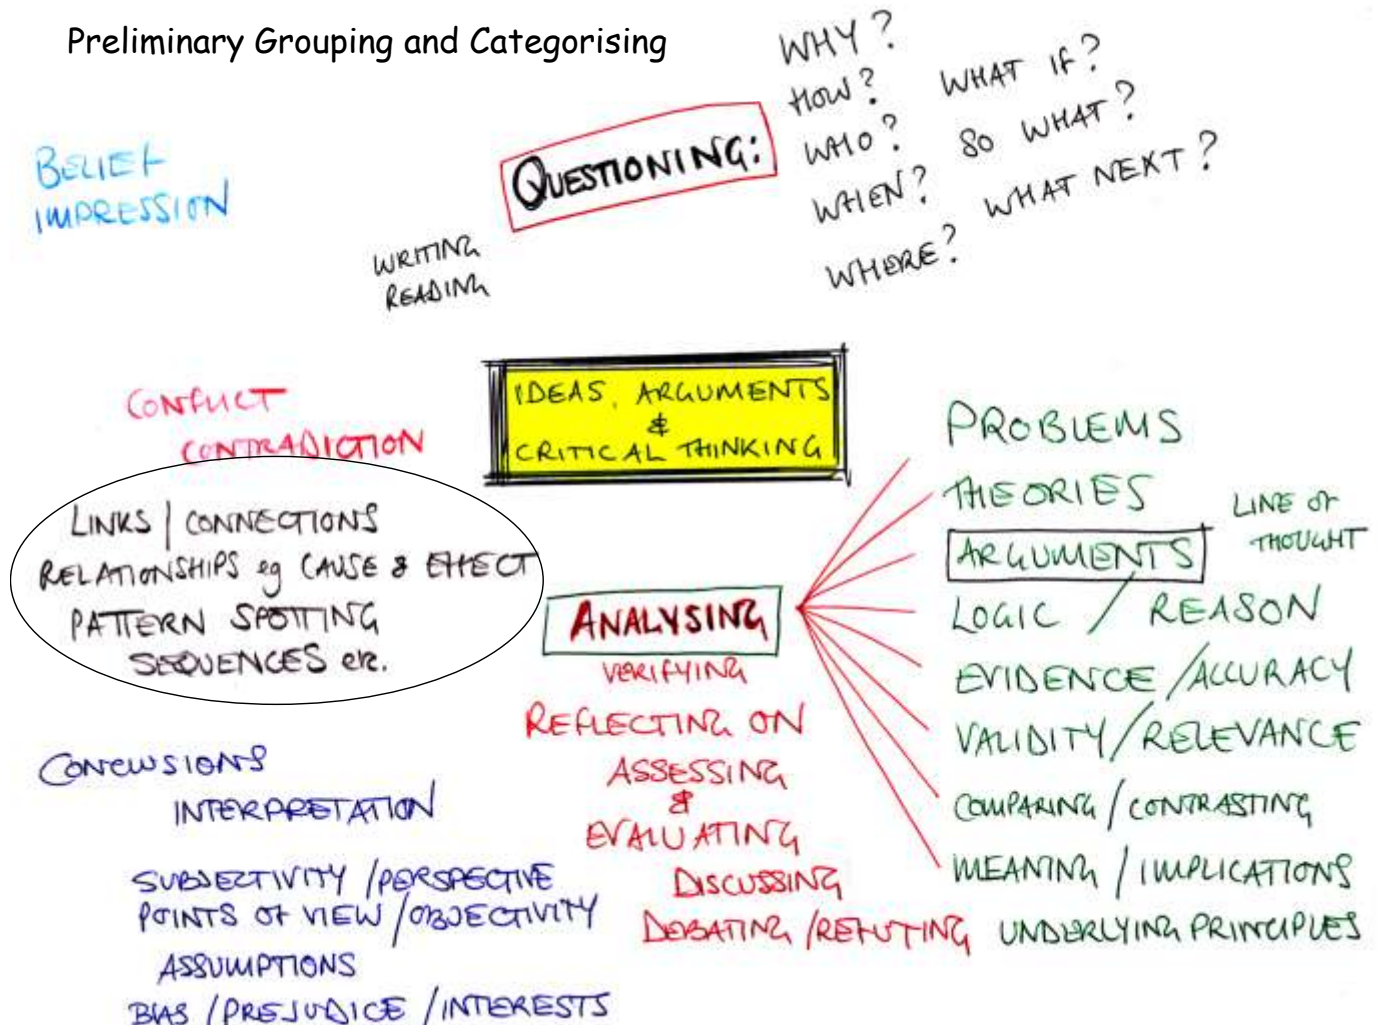 Preliminary Grouping and Categorising
WHY?
HOW?
WHAT IF?
WHO?
SO WHAT?
WHEN?
WHAT NEXT?
WHERE?
QUESTIONING:
BELIEF
IMPRESSION
WRITING
READING
IDEAS, ARGUMENTS
&
CRITICAL THINKING
CONFLICT
CONTRADICTION
LINKS / CONNECTIONS
RELATIONSHIPS eg CAUSE & EFFECT
PATTERN SPOTTING
SEQUENCES etc.
ANALYSING
VERIFYING
REFLECTING ON
ASSESSING
&
EVALUATING
DISCUSSING
DEBATING / REFUTING
PROBLEMS
THEORIES
ARGUMENTS
LINE OF
THOUGHT
LOGIC / REASON
EVIDENCE / ACCURACY
VALIDITY / RELEVANCE
COMPARING / CONTRASTING
MEANING / IMPLICATIONS
UNDERLYING PRINCIPLES
CONCLUSIONS
INTERPRETATION
SUBJECTIVITY / PERSPECTIVE
POINTS OF VIEW / OBJECTIVITY
ASSUMPTIONS
BIAS / PREJUDICE / INTERESTS